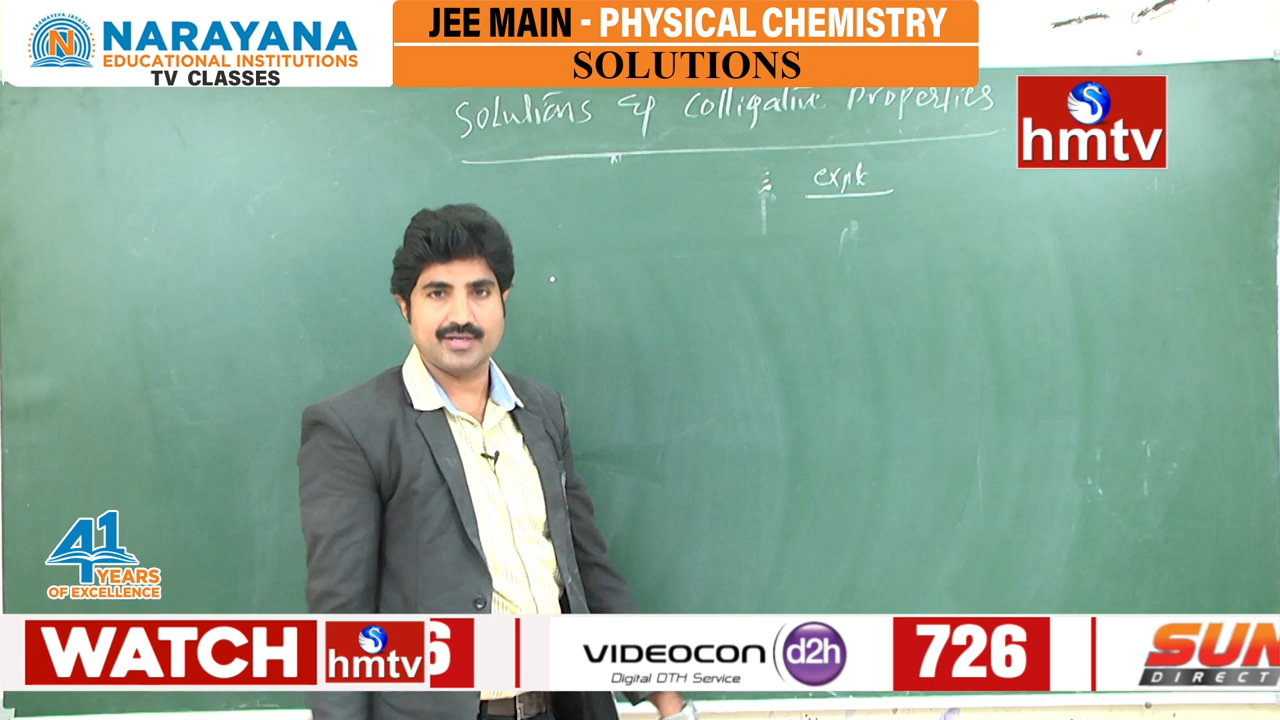 NARAYANA
EDUCATIONAL INSTITUTIONS
TV CLASSES
JEE MAIN - PHYSICAL CHEMISTRY
SOLUTIONS
Solutions & Colligative Properties
hmtv
41
YEARS
OF EXCELLENCE
WATCH hmtv 6
VIDEOCON d2h
Digital DTH Service
726
SUN
DIRECT